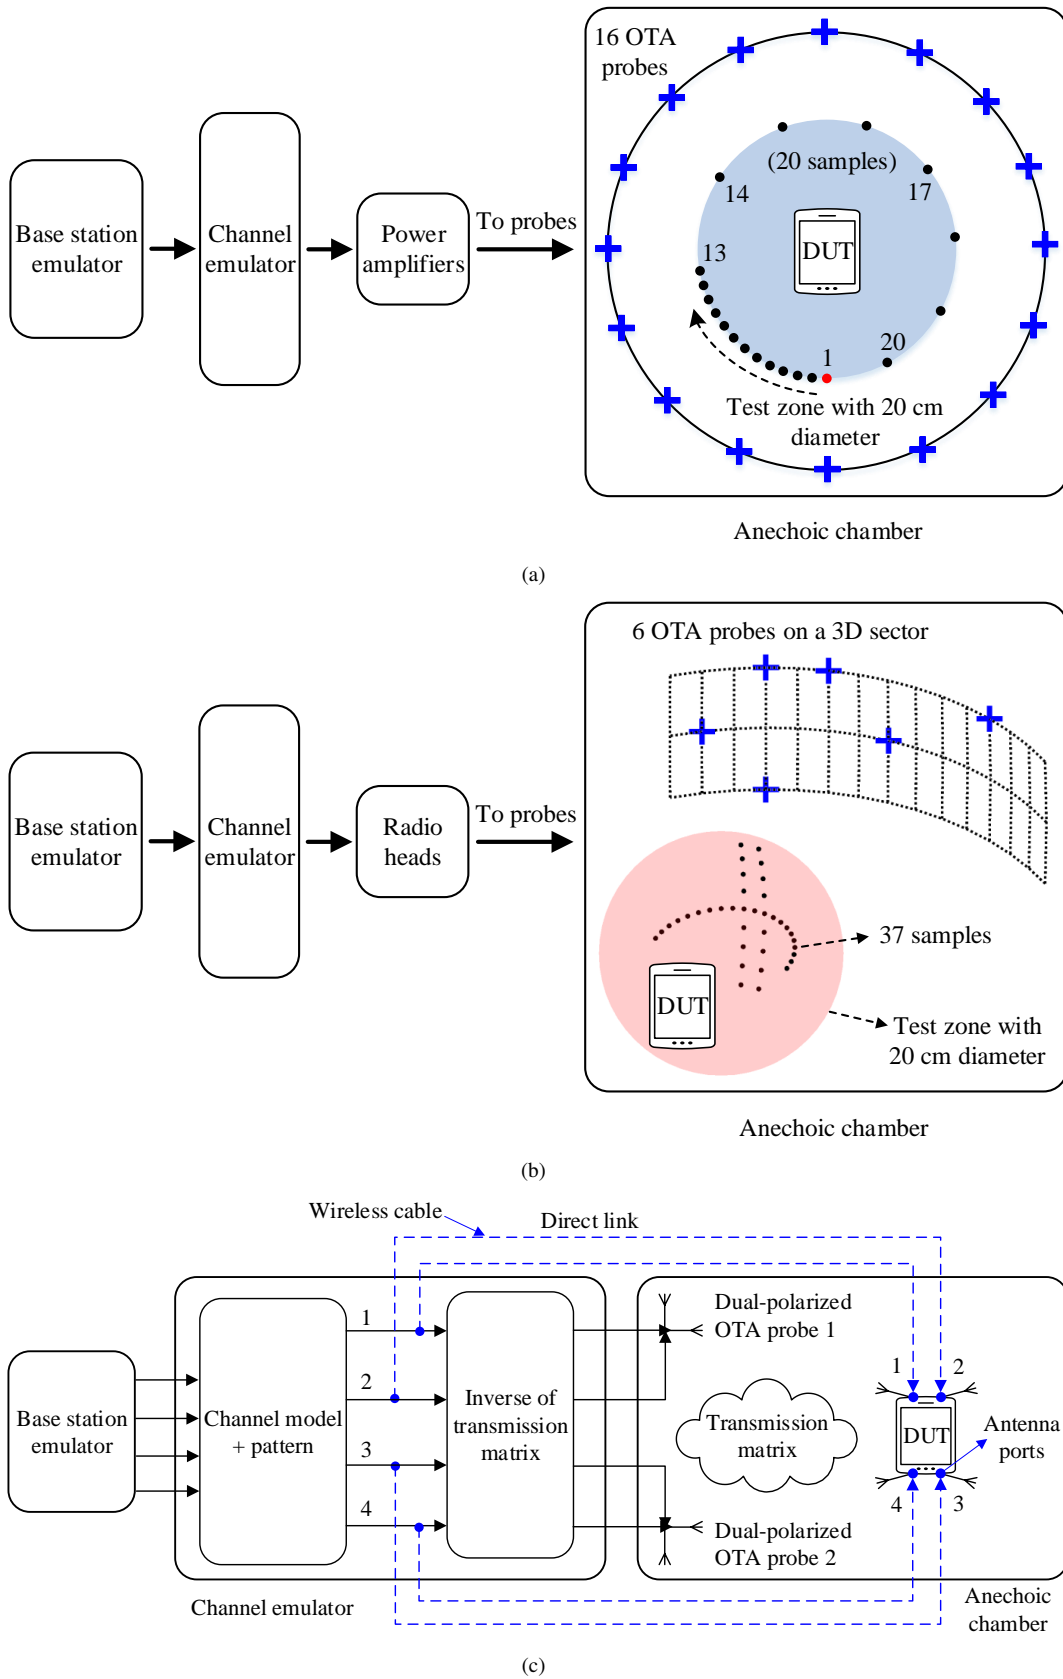 16 OTA
probes
(20 samples)
14
17
Base station
emulator
Channel
emulator
Power
amplifiers
To probes
DUT
13
1
20
Test zone with 20 cm
diameter
Anechoic chamber
(a)
6 OTA probes on a 3D sector
Base station
emulator
Channel
emulator
Radio
heads
To probes
37 samples
DUT
Test zone with
20 cm diameter
Anechoic chamber
(b)
Wireless cable
Direct link
Base station
emulator
Channel model
+ pattern
1
2
3
4
Inverse of
transmission
matrix
Dual-polarized
OTA probe 1
Transmission
matrix
Dual-polarized
OTA probe 2
1
2
DUT
4
3
Antenna
ports
Channel emulator
Anechoic
chamber
(c)